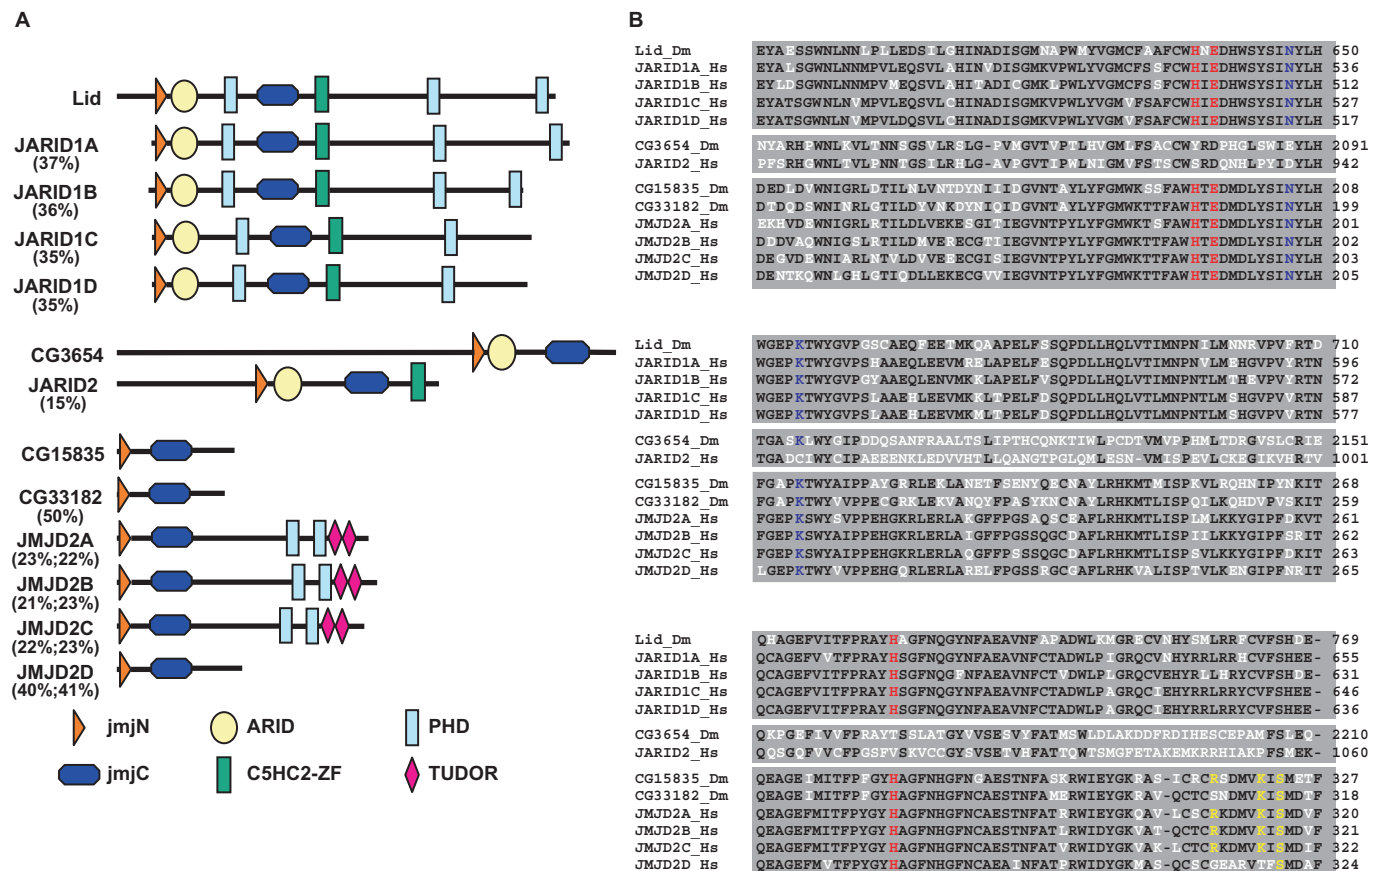 A
Lid
JARID1A
(37%)
JARID1B
(36%)
JARID1C
(35%)
JARID1D
(35%)
CG3654
JARID2
(15%)
CG15835
CG33182
(50%)
JMJD2A
(23%;22%)
JMJD2B
(21%;23%)
JMJD2C
(22%;23%)
JMJD2D
(40%;41%)
jmjN
ARID
PHD
jmjC
C5HC2-ZF
TUDOR
B
Lid_Dm EYAESSWNLNNLPLLEDSILGHINADISGMNAPWMYVGMCFAAFCWHNEDHWSYSINYLH 650
JARID1A_Hs EYALSGWNLNNMPVLEQSVLAHINVDISGMKVPWLYVGMCFSSFCWHIEDHWSYSINYLH 536
JARID1B_Hs EYLDSGWNLNNMPVMEQSVLAHITADICGMKLPWLYVGMCFSSFCWHIEDHWSYSINYLH 512
JARID1C_Hs EYATSGWNLNVMPVLEQSVLCHINADISGMKVPWLYVGMVFSAFCWHIEDHWSYSINYLH 527
JARID1D_Hs EYATSGWNLNVMPVLDQSVLCHINADISGMKVPWLYVGMVFSAFCWHIEDHWSYSINYLH 517
CG3654_Dm NYARHPWNLKVLTNNSGSVLRSLG-PVMGVTVPTLHVGMLFSACCWYRDPHGLSWIEYLH 2091
JARID2_Hs PFSRHGWNLTVLPNNTGSILRHLG-AVPGVTIPWLNIGMVFSTSCWSRDQNHLPYIDYLH 942
CG15835_Dm DEDLDVWNIGRLDTILNLVNTDYNIIIDGVNTAYLYFGMWKSSFAWHTEDMDLYSINYLH 208
CG33182_Dm DTDQDSWNINRLGTILDYVNKDYNIQIDGVNTAYLYFGMWKTTFAWHTEDMDLYSINYLH 199
JMJD2A_Hs EKHVDEWNIGRLRTILDLVEKESGITIEGVNTPYLYFGMWKTSFAWHTEDMDLYSINYLH 201
JMJD2B_Hs DDDVAQWNIGSLRTILDMVERECGTIIEGVNTPYLYFGMWKTTFAWHTEDMDLYSINYLH 202
JMJD2C_Hs DEGVDEWNIARLNTVLDVVEEECGISIEGVNTPYLYFGMWKTTFAWHTEDMDLYSINYLH 203
JMJD2D_Hs DENTKQWNLGHLGTIQDLLEKECGVVIEGVNTPYLYFGMWKTTFAWHTEDMDLYSINYLH 205
Lid_Dm WGEPKTWYGVPGSCAEQFEETMKQAAPELFSSQPDLLHQLVTIMNPNILMNNRVPVFRTD 710
JARID1A_Hs WGEPKTWYGVPSHAAEQLEEVMRELAPELFESQPDLLHQLVTIMNPNVLMEHGVPVYRTN 596
JARID1B_Hs WGEPKTWYGVPGYAAEQLENVMKKLAPELFVSQPDLLHQLVTIMNPNTLMTHEVPVYRTN 572
JARID1C_Hs WGEPKTWYGVPSLAAEHLEEVMKKLTPELFDSQPDLLHQLVTIMNPNTLMSHGVPVVRTN 587
JARID1D_Hs WGEPKTWYGVPSLAAEHLEEVMKMLTPELFDSQPDLLHQLVTIMNPNTLMSHGVPVVRTN 577
CG3654_Dm TGASKLWYGIPDDQSANFRAALTSLIPTHCQNKTIWLPCDTVMVPPHMLTDRGVSLCRIE 2151
JARID2_Hs TGADCIWYCIPAEEENKLEDVVHTLLQANGTPGLQMLESN-VMISPEVLCKEGIKVHRTV 1001
CG15835_Dm FGAPKTWYAIPPAYGRRLEKLANETFSENYQECNAYLRHKMTMISPKVLRQHNIPYNKIT 268
CG33182_Dm FGEPKTWYVVPPECGRKLEKVANQYFPASYKNCNAYLRHKMTLISPQILKQHDVPVSKIT 259
JMJD2A_Hs FGEPKSWYSVPPEHGKRLERLAKGFFPGSAQSCEAFLRHKMTLISPLMLKKYGIPFDKVT 261
JMJD2B_Hs FGEPKSWYAIPPEHGKRLERLAIGFFPGSSQGCDAFLRHKMTLISPIILKKYGIPFSRIT 262
JMJD2C_Hs FGEPKSWYAIPPEHGKRLERLAQGFFPSSSQGCDAFLRHKMTLISPSVLKKYGIPFDKIT 263
JMJD2D_Hs LGEPKTWYVVPPEHGQRLERLARELFPGSSRGCGAFLRHKVALISPTVLKENGIPFNRIT 265
Lid_Dm QHAGEFVITFPRAYHAGFNQGYNFAEAVNFAPADWLKMGRECVNHYSMLRRFCVFSHDE- 769
JARID1A_Hs QCAGEFVVTFPRAYHSGFNQGYNFAEAVNFCTADWLPIGRQCVNHYRRLRRHCVFSHEE- 655
JARID1B_Hs QCAGEFVITFPRAYHSGFNQGFNFAEAVNFCTVDWLPLGRQCVEHYRLLHRYCVFSHDE- 631
JARID1C_Hs QCAGEFVITFPRAYHSGFNQGYNFAEAVNFCTADWLPAGRQCIEHYRRLRRYCVFSHEE- 646
JARID1D_Hs QCAGEFVITFPRAYHSGFNQGYNFAEAVNFCTADWLPAGRQCIEHYRRLRRYCVFSHEE- 636
CG3654_Dm QKPGEFIVVFPRAYTSSLATGYVVSESVYFATMSWLDLAKDDFRDIHESCEPAMFSLEQ- 2210
JARID2_Hs QQSGQFVVCFPGSFVSKVCCGYSVSETVHFATTQWTSMGFETAKEMKRRHIAKPFSMEK- 1060
CG15835_Dm QEAGEIMITFPFGYHAGFNHGFNGAESTNFASKRWIEYGKRAS-ICRCRSDMVKISMETF 327
CG33182_Dm QEAGEIMITFPFGYHAGFNHGFNCAESTNFAMERWIEYGKRAV-QCTCSNDMVKISMDTF 318
JMJD2A_Hs QEAGEFMITFPYGYHAGFNHGFNCAESTNFATRRWIEYGKQAV-LCSCRKDMVKISMDVF 320
JMJD2B_Hs QEAGEFMITFPYGYHAGFNHGFNCAESTNFATLRWIDYGKVAT-QCTCRKDMVKISMDVF 321
JMJD2C_Hs QEAGEFMITFPYGYHAGFNHGFNCAESTNFATVRWIDYGKVAK-LCTCRKDMVKISMDIF 322
JMJD2D_Hs QEAGEFMVTFPYGYHAGFNHGFNCAEAINFATPRWIDYGKMAS-QCSCGEARVTFSMDAF 324